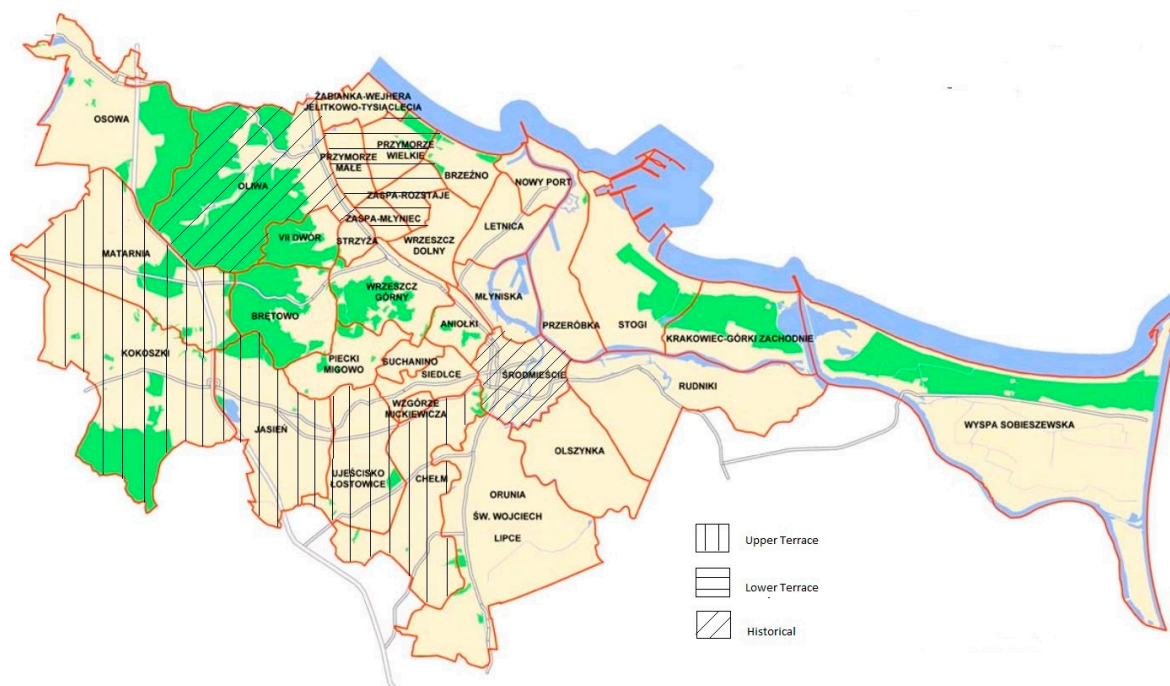 ŻABIANKA-WEJHERA
JELITKOWO-TYSIĄCLECIA
OSOWA
PRZYMORZE
WIELKIE
PRZYMORZE
MAŁE
BRZEŹNO
NOWY PORT
OLIWA
ZASPA-ROZSTAJE
ZASPA-MŁYNIEC
LETNICA
VII DWÓR
STRZYŻA
WRZESZCZ
DOLNY
MATARNIA
WRZESZCZ
GÓRNY
MŁYNISKA
BRĘTOWO
ANIOŁKI
PRZERÓBKA
STOGI
KRAKOWIEC-GÓRKI ZACHODNIE
KOKOSZKI
PIECKI
MIGOWO
SUCHANINO
SIEDLCE
ŚRODMIEŚCIE
RUDNIKI
WZGÓRZE
MICKIEWICZA
JASIEŃ
WYSPA SOBIESZEWSKA
OLSZYNKA
UJEŚCISKO
ŁOSTOWICE
CHEŁM
ORUNIA
ŚW. WOJCIECH
LIPCE
Upper Terrace
Lower Terrace
Historical